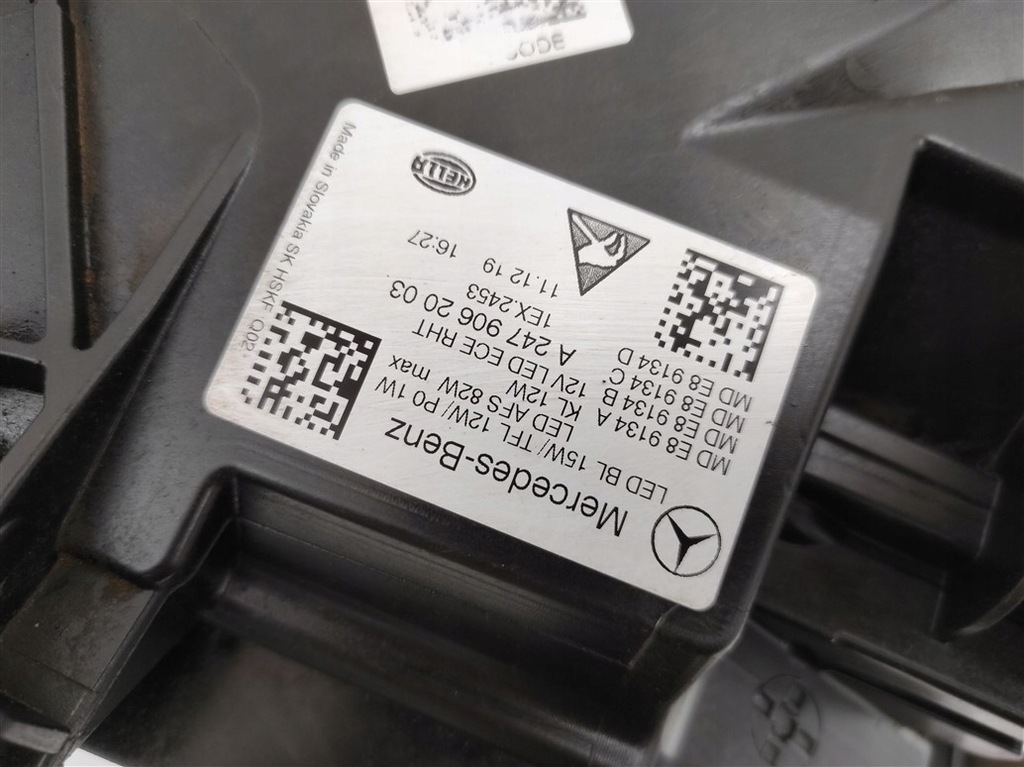 Mercedes-Benz
LED BL 15W/ TFL 12W/ P0 1W
LED AFS 82W max
KL 12W
12V LED ECE RHT
MD E8 9134 A
MD E8 9134 B
MD E8 9134 C
MD E8 9134 D
A 247 906 20 03
1EX.2453
11.12 19 16:27
HELLA
Made in Slovakia SK HSKF Q02